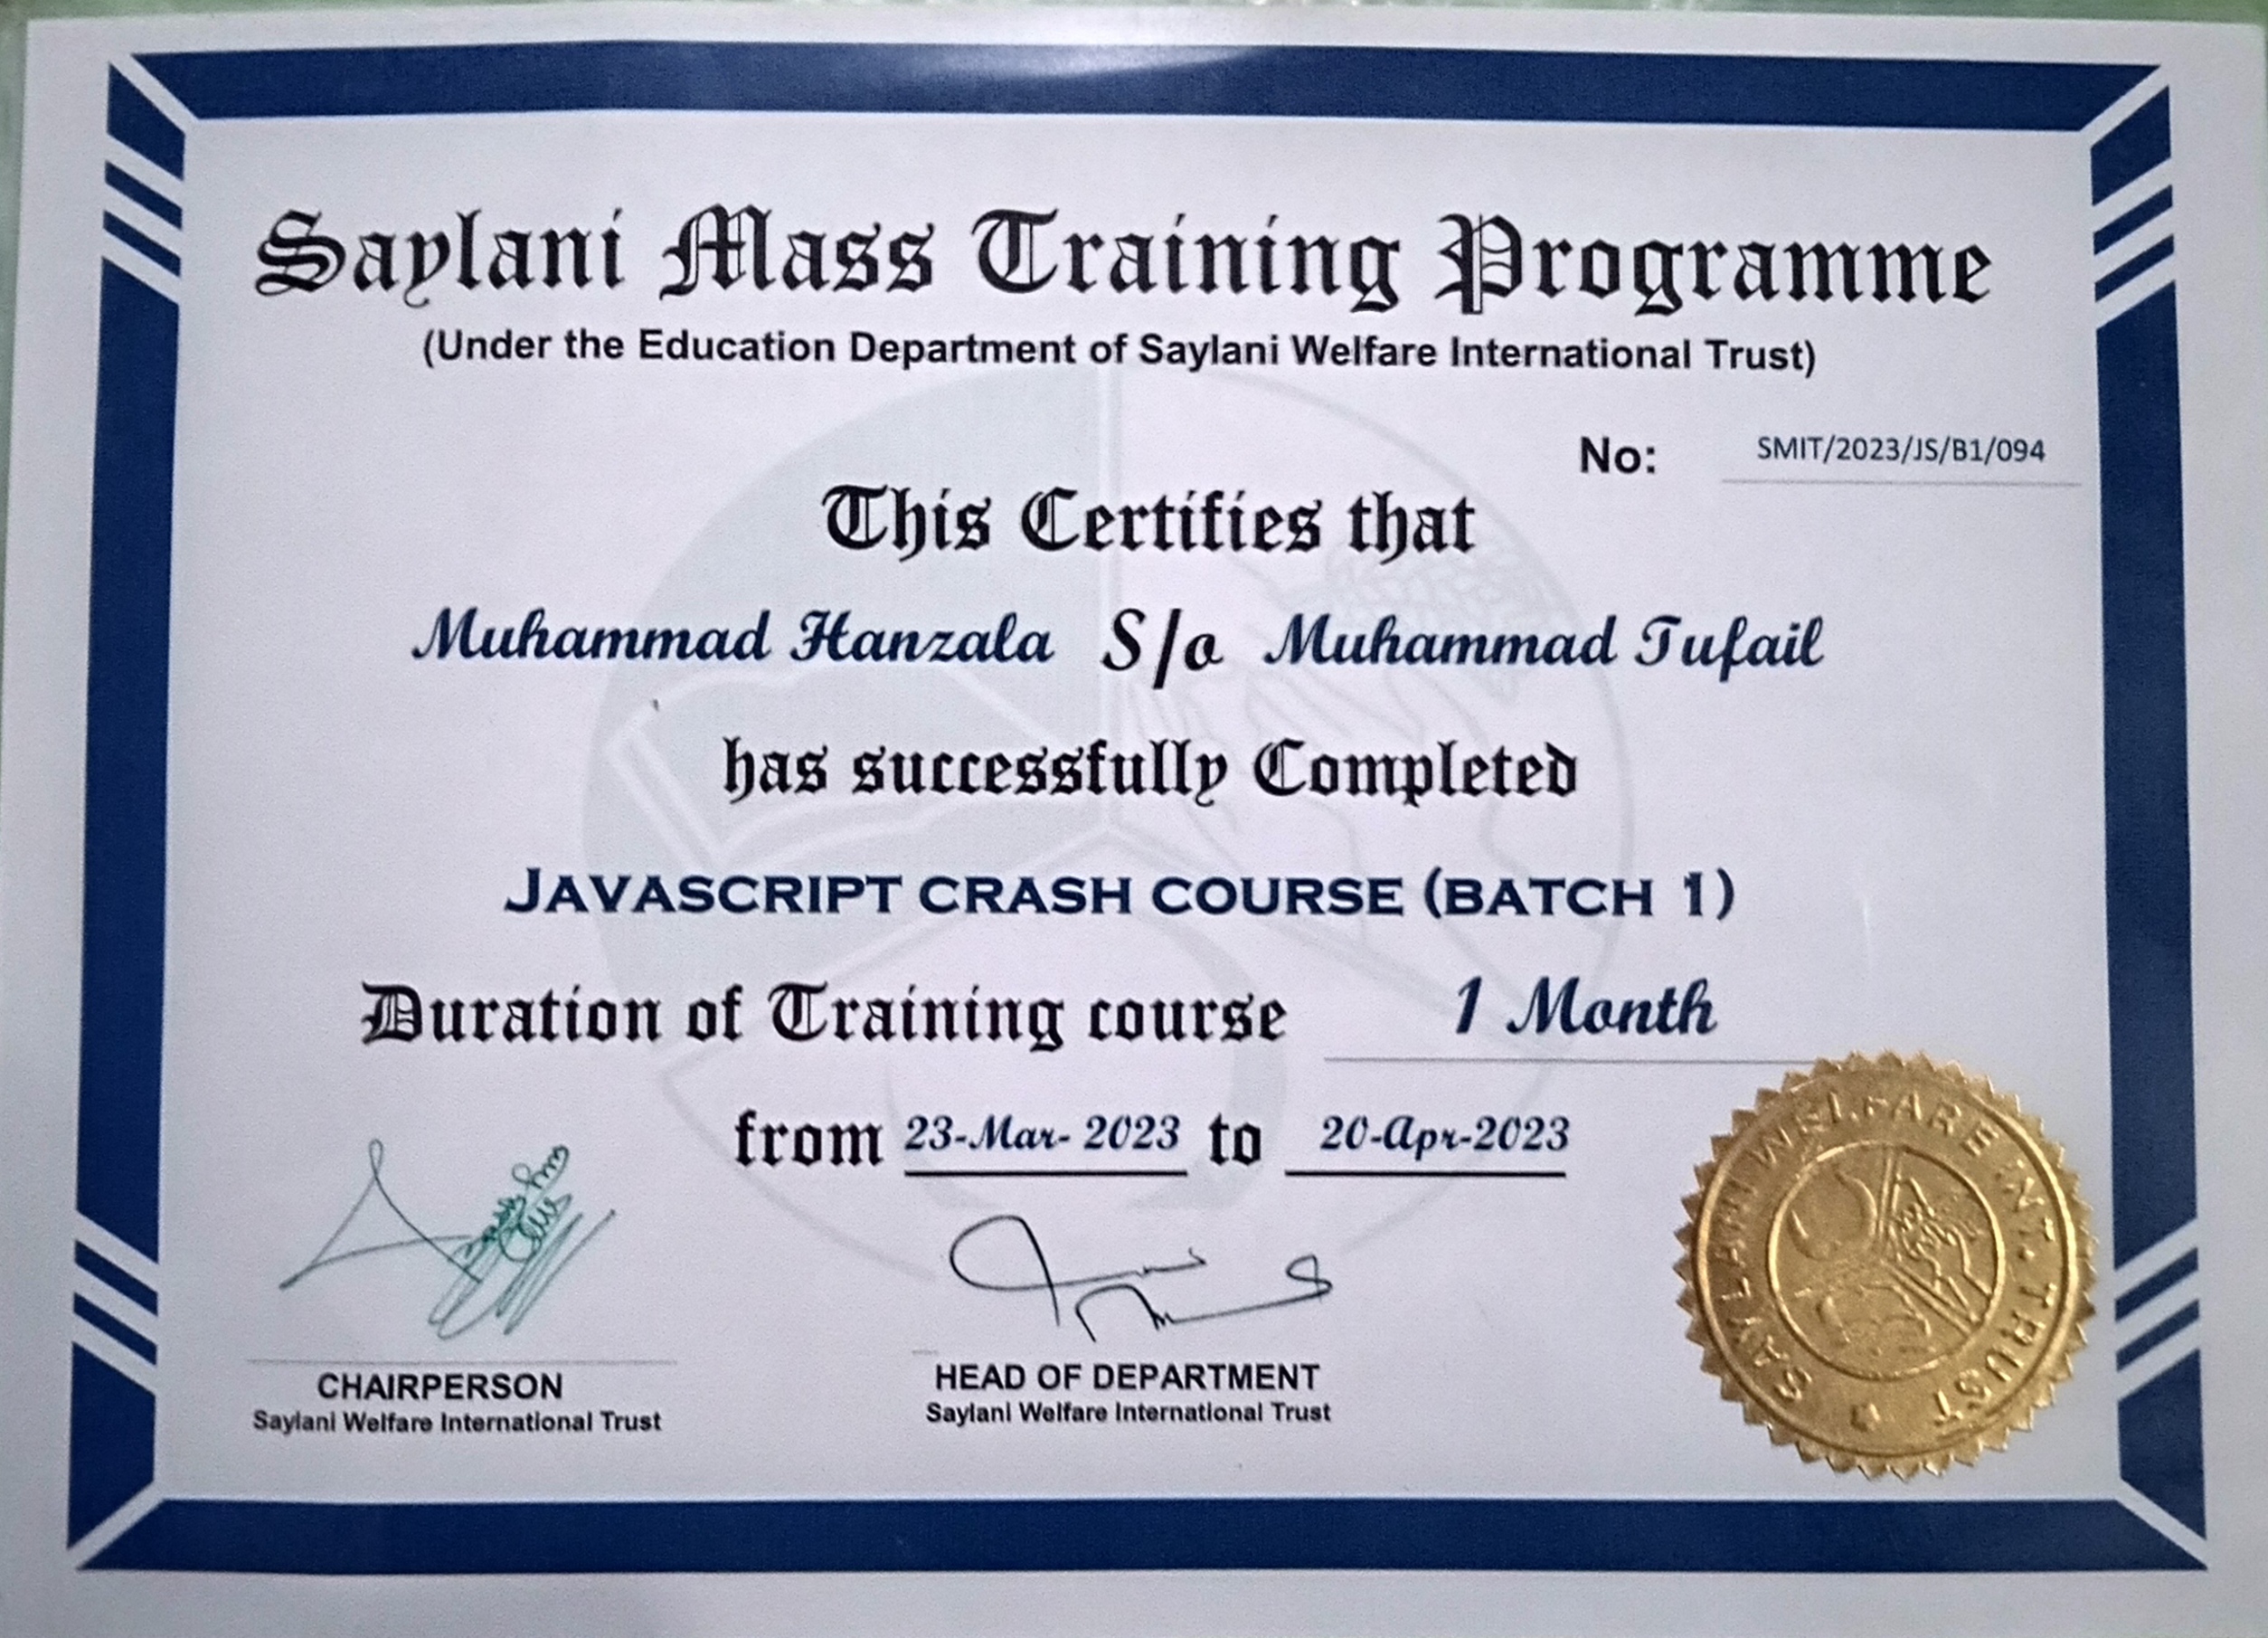 Saylani Mass Training Programme
(Under the Education Department of Saylani Welfare International Trust)
No: SMIT/2023/JS/B1/094
This Certifies that
Muhammad Hanzala S/o Muhammad Tufail
has successfully Completed
JAVASCRIPT CRASH COURSE (BATCH 1)
Duration of Training course 1 Month
from 23-Mar- 2023 to 20-Apr-2023
CHAIRPERSON
Saylani Welfare International Trust
HEAD OF DEPARTMENT
Saylani Welfare International Trust
SAYLANI WELFARE INT. TRUST